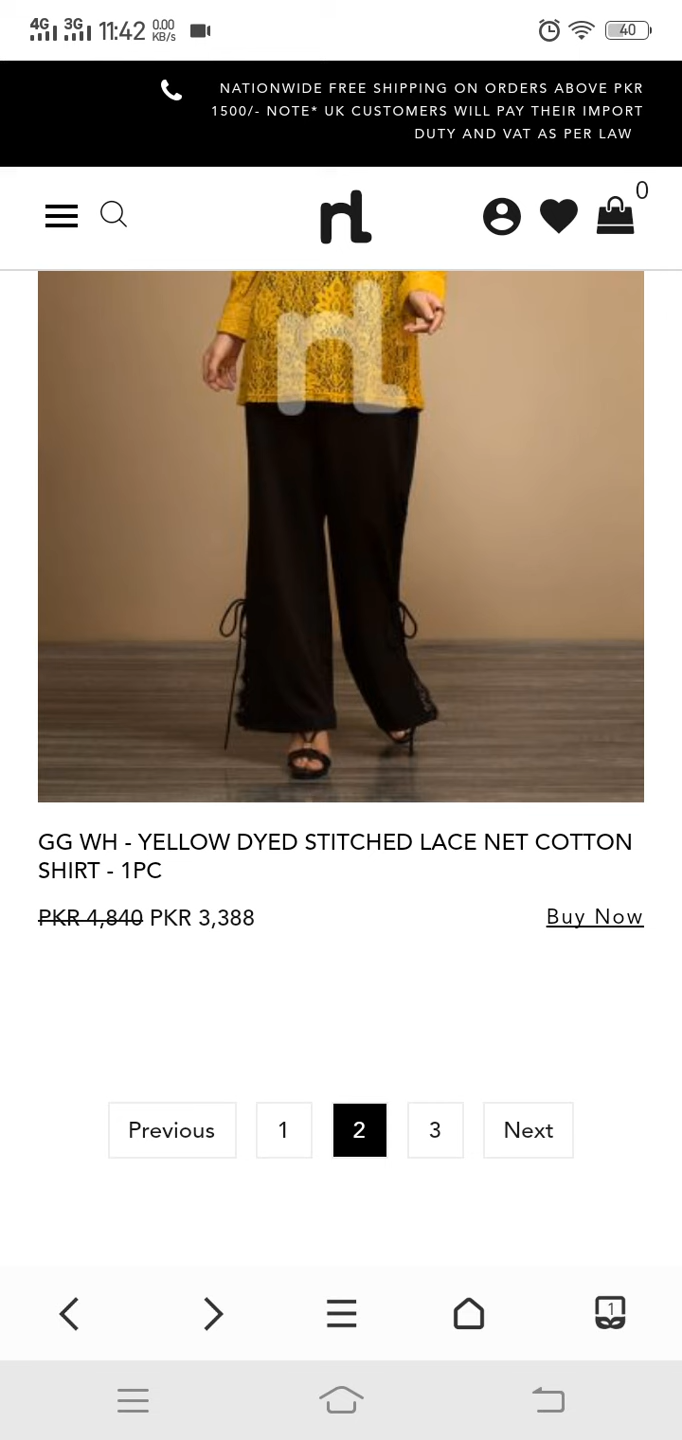 4G 3G 11:42 0.00 KB/s 40
NATIONWIDE FREE SHIPPING ON ORDERS ABOVE PKR
1500/- NOTE* UK CUSTOMERS WILL PAY THEIR IMPORT
DUTY AND VAT AS PER LAW
nL
0
nL
GG WH - YELLOW DYED STITCHED LACE NET COTTON
SHIRT - 1PC
PKR 4,840 PKR 3,388 Buy Now
Previous 1 2 3 Next
1